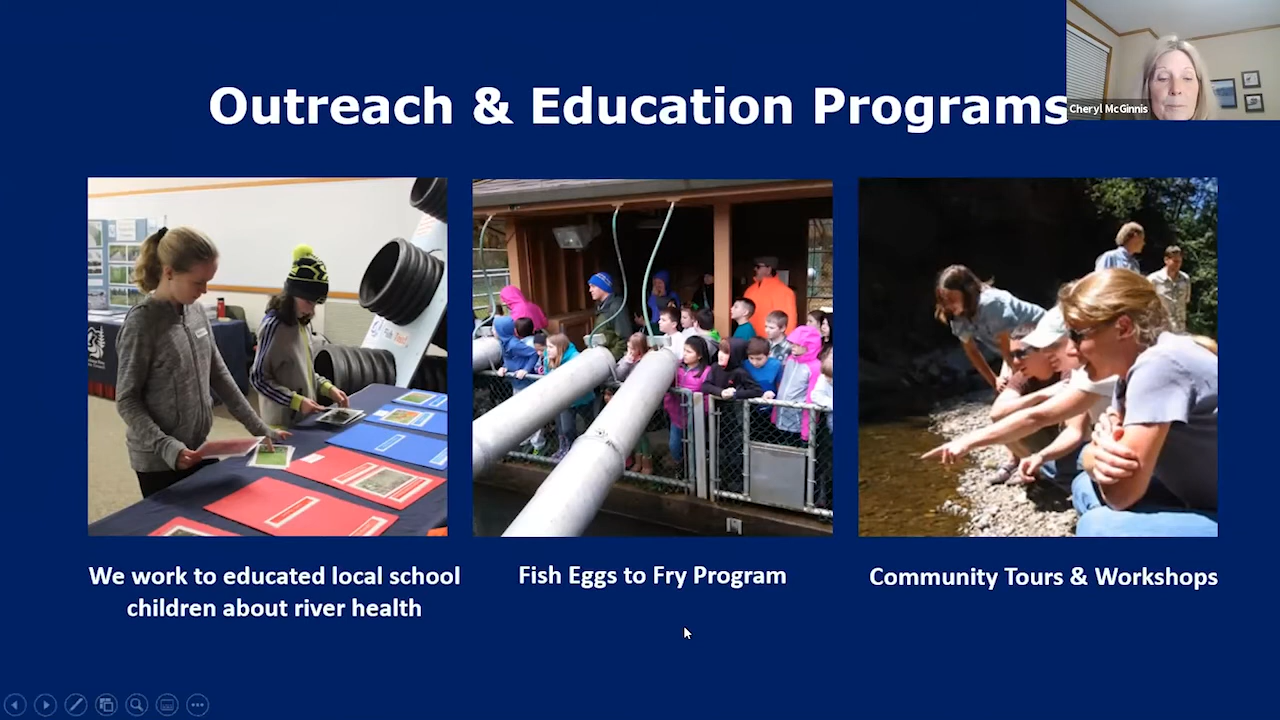 Outreach & Education Programs
Cheryl McGinnis
We work to educated local school
children about river health
Fish Eggs to Fry Program
Community Tours & Workshops